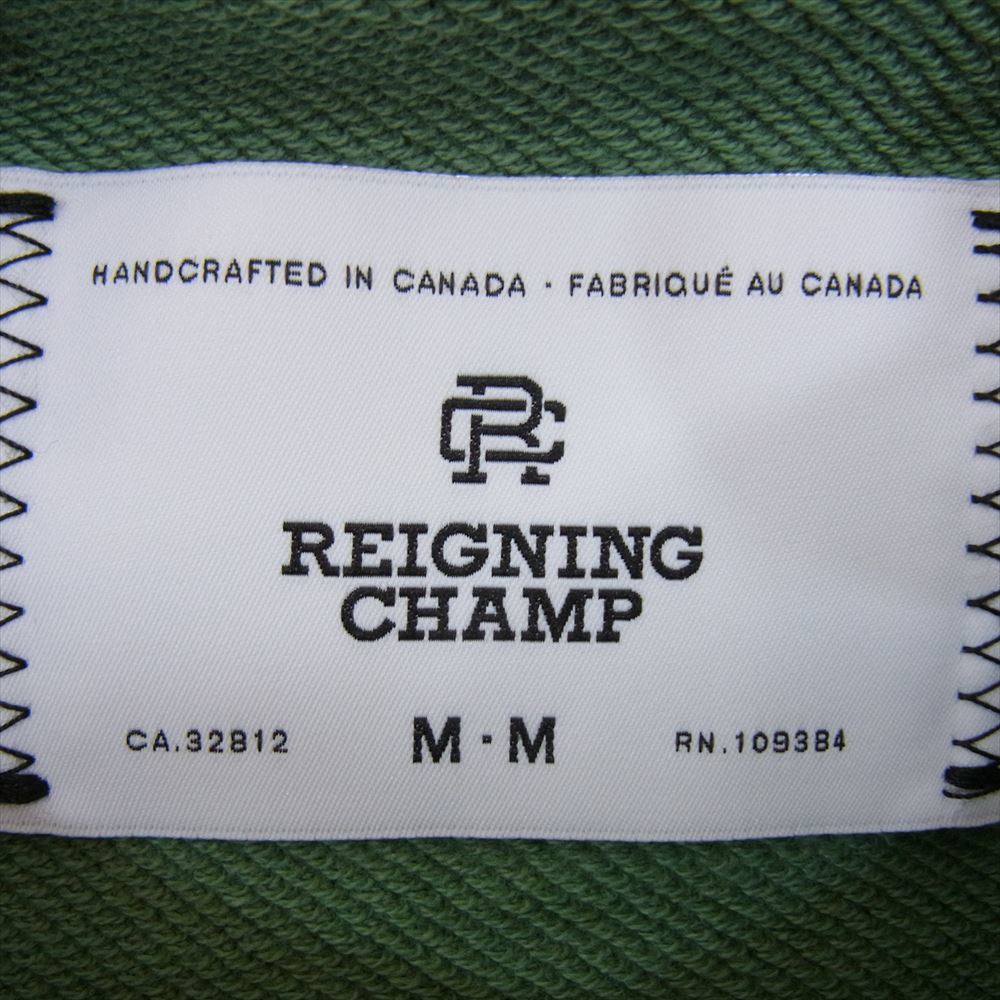 HANDCRAFTED IN CANADA · FABRIQUÉ AU CANADA
RC
REIGNING
CHAMP
CA.32812 M·M RN.109384